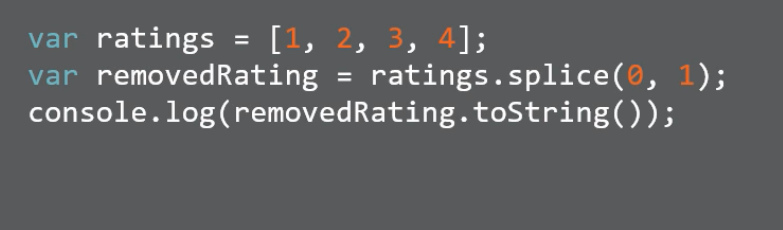 var ratings = [1, 2, 3, 4];
var removedRating = ratings.splice(0, 1);
console.log(removedRating.toString());